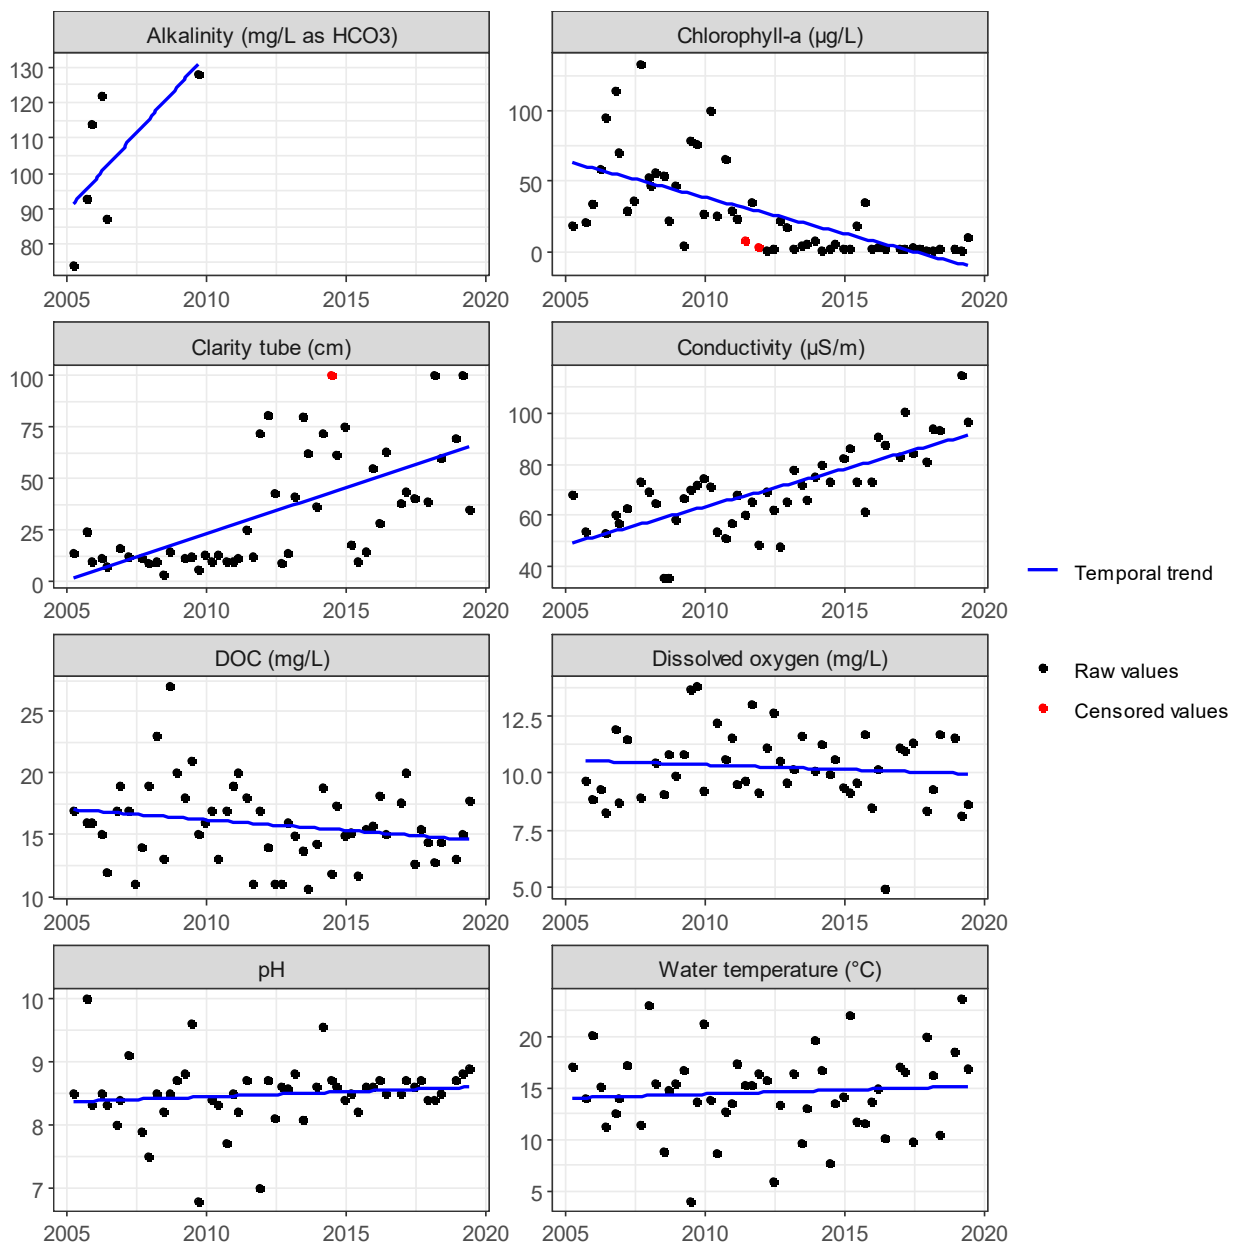 Alkalinity (mg/L as HCO3)
130
120
110
100
90
80
2005 2010 2015 2020
Chlorophyll-a (µg/L)
100
50
0
2005 2010 2015 2020
Clarity tube (cm)
100
75
50
25
0
2005 2010 2015 2020
Conductivity (µS/m)
100
80
60
40
2005 2010 2015 2020
DOC (mg/L)
25
20
15
10
2005 2010 2015 2020
Dissolved oxygen (mg/L)
12.5
10.0
7.5
5.0
2005 2010 2015 2020
pH
10
9
8
7
2005 2010 2015 2020
Water temperature (°C)
20
15
10
5
2005 2010 2015 2020
Temporal trend
Raw values
Censored values